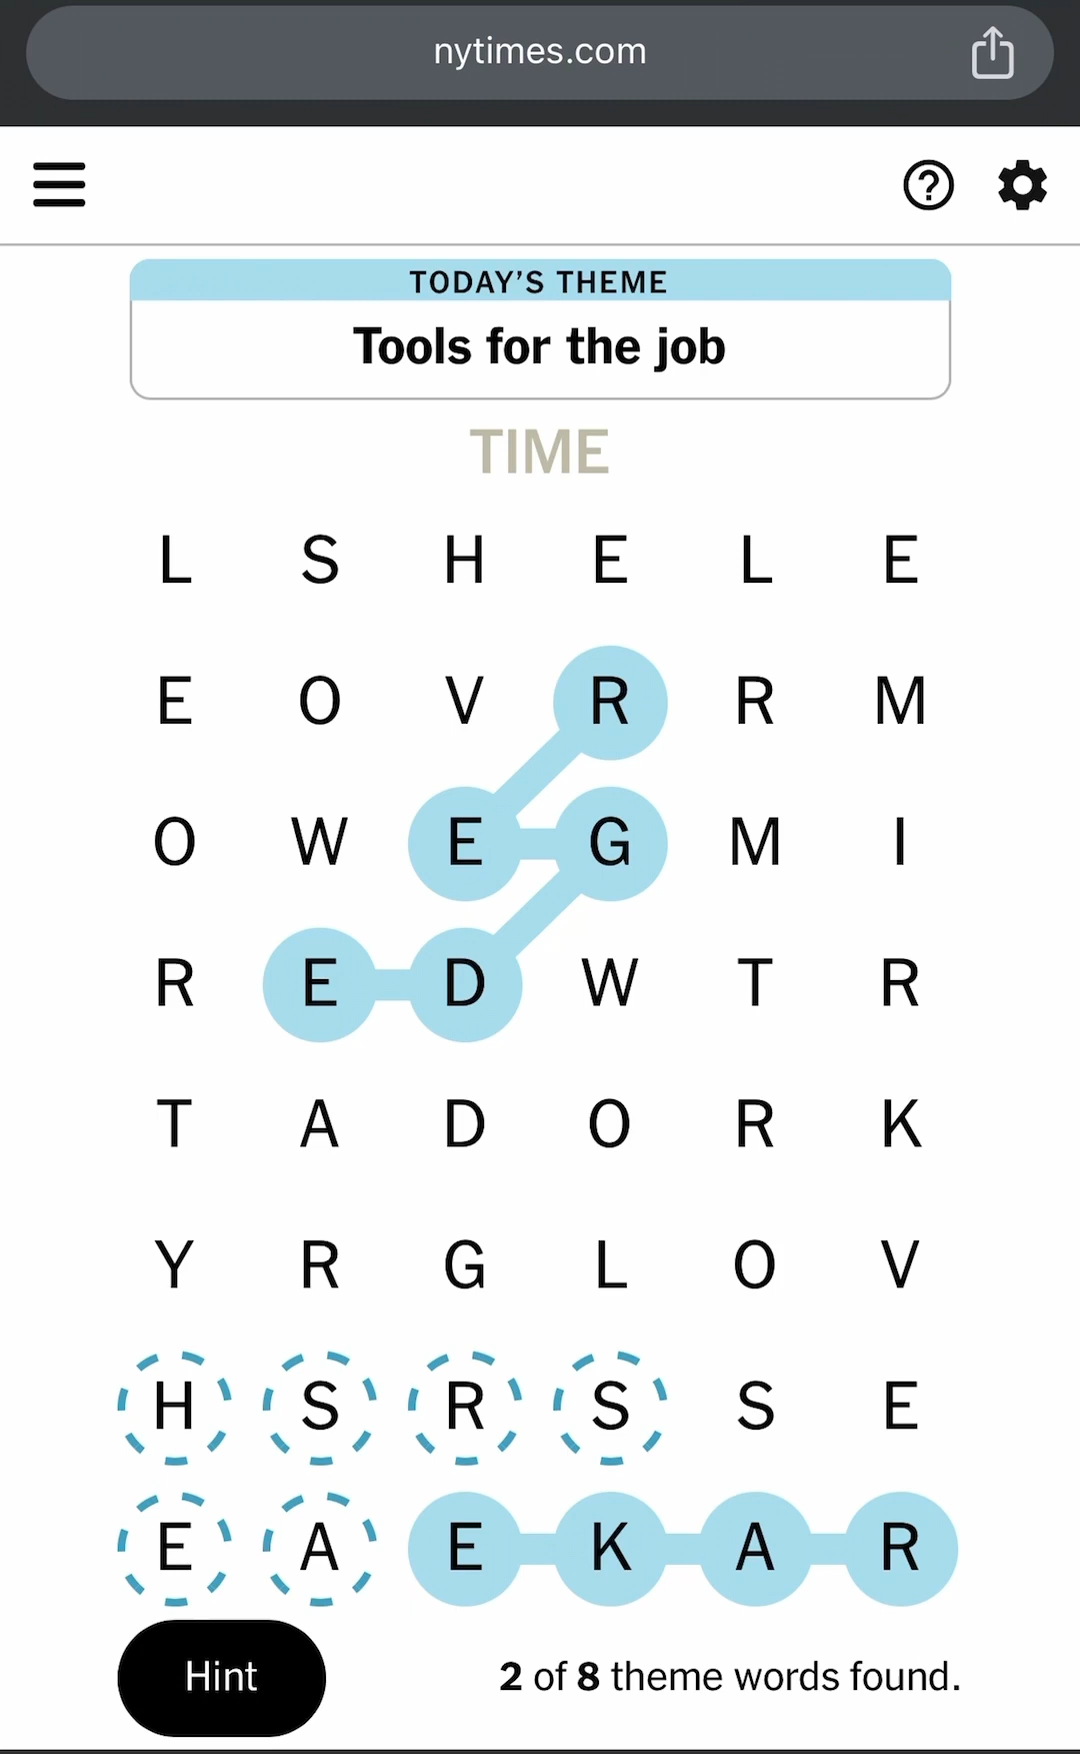 nytimes.com
TODAY'S THEME
Tools for the job
TIME
L S H E L E
E O V R R M
O W E G M I
R E D W T R
T A D O R K
Y R G L O V
H S R S S E
E A E K A R
Hint 2 of 8 theme words found.